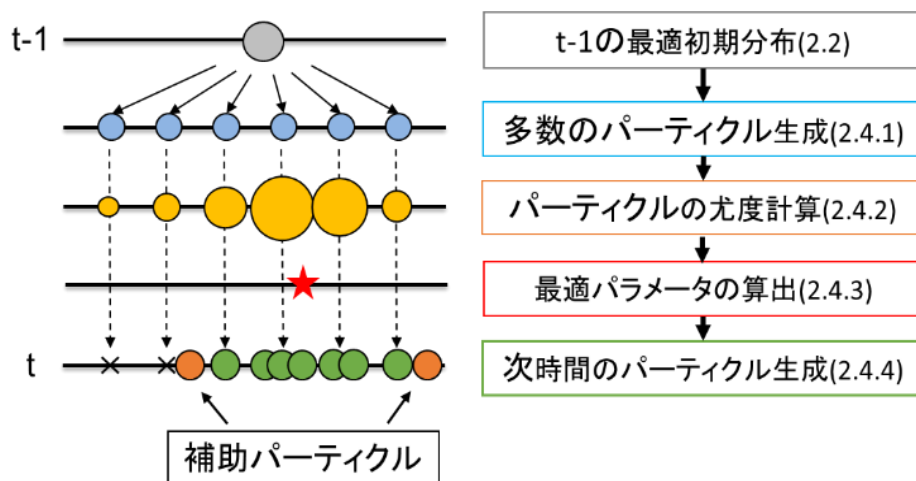 t-1
t-1の最適初期分布(2.2)
多数のパーティクル生成(2.4.1)
パーティクルの尤度計算(2.4.2)
最適パラメータの算出(2.4.3)
t
次時間のパーティクル生成(2.4.4)
補助パーティクル